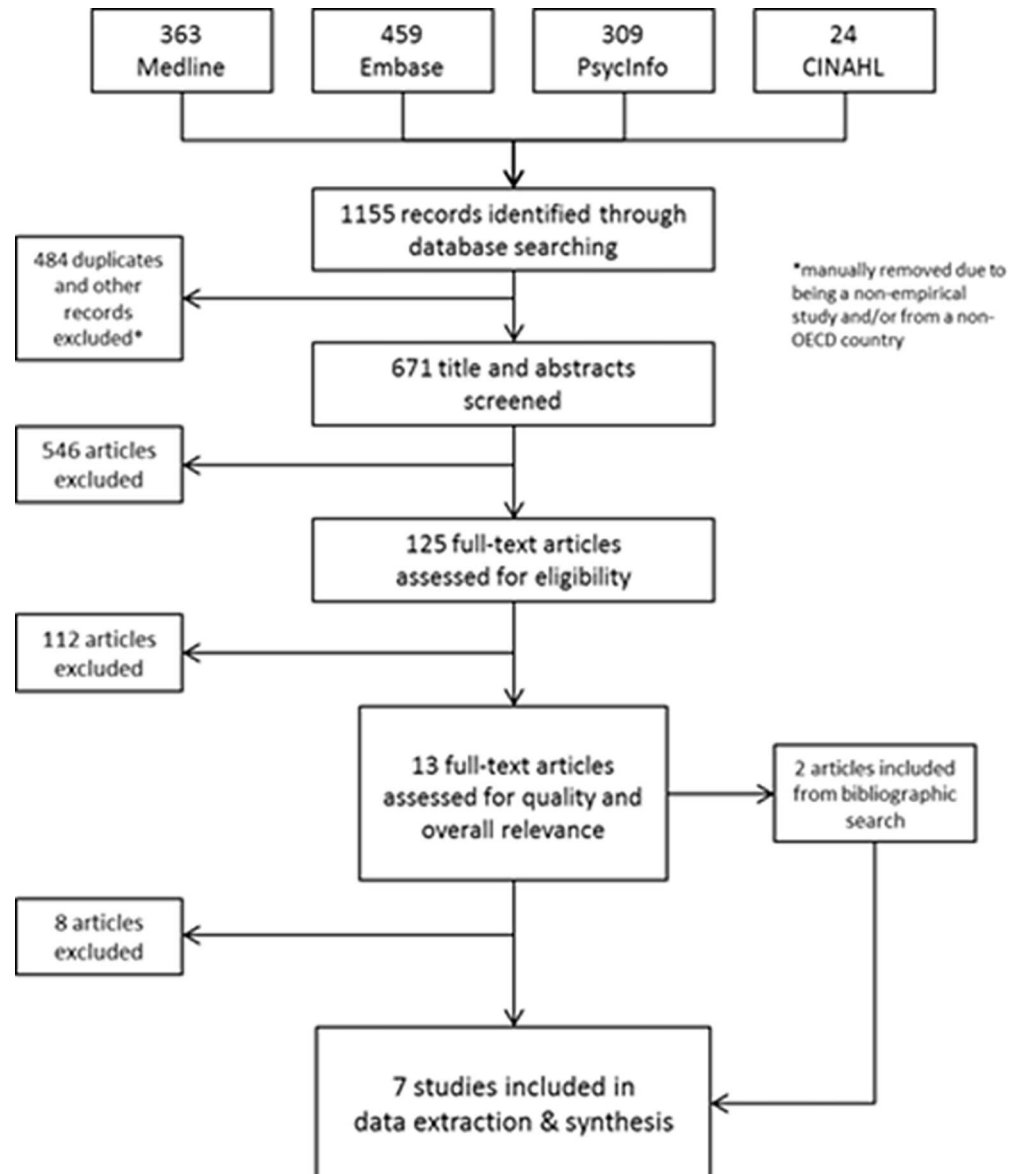 363
Medline
459
Embase
309
PsycInfo
24
CINAHL
1155 records identified through
database searching
484 duplicates
and other
records
excluded*
*manually removed due to
being a non-empirical
study and/or from a non-
OECD country
671 title and abstracts
screened
546 articles
excluded
125 full-text articles
assessed for eligibility
112 articles
excluded
13 full-text articles
assessed for quality and
overall relevance
2 articles included
from bibliographic
search
8 articles
excluded
7 studies included in
data extraction & synthesis